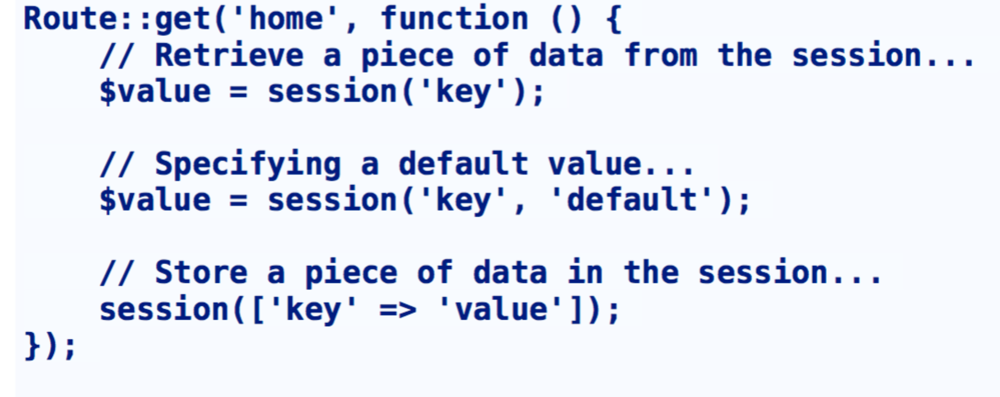 Route::get('home', function () {
    // Retrieve a piece of data from the session...
    $value = session('key');

    // Specifying a default value...
    $value = session('key', 'default');

    // Store a piece of data in the session...
    session(['key' => 'value']);
});